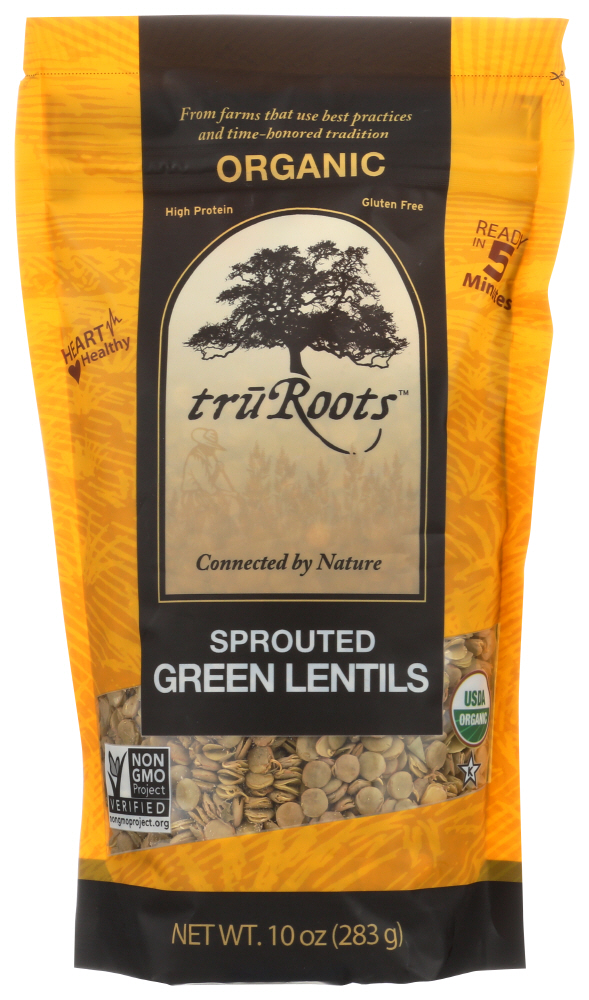 From farms that use best practices
and time-honored tradition
ORGANIC
High Protein
Gluten Free
READY
IN 5
Minutes
HEART
Healthy
trūRoots™
Connected by Nature
SPROUTED
GREEN LENTILS
USDA
ORGANIC
K
NON
GMO
Project
VERIFIED
nongmoproject.org
NET WT. 10 oz (283 g)